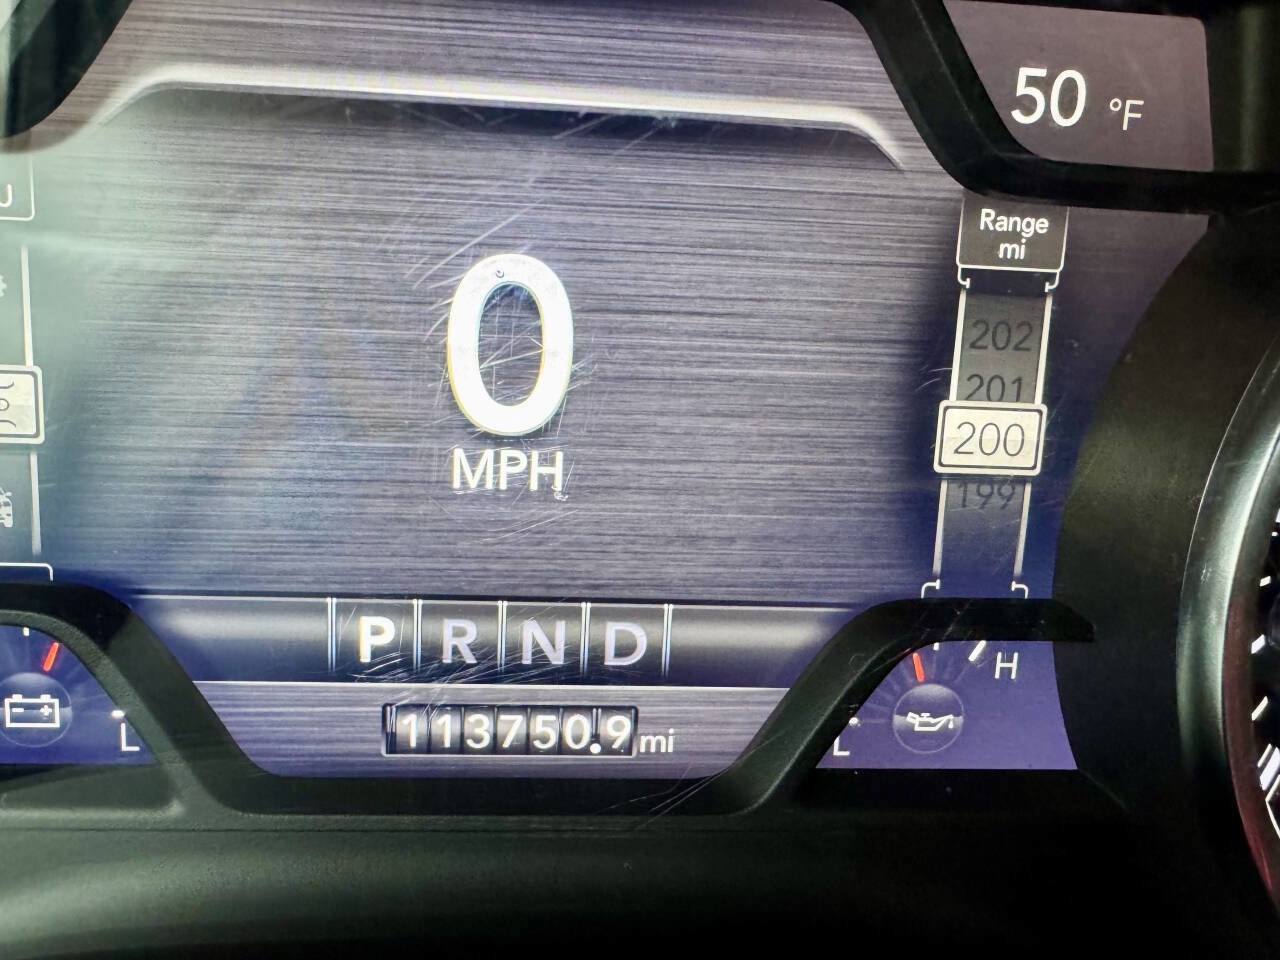 50 °F
Range
mi
202
201
200
199
0
MPH
P R N D
113750.9 mi
L
L
H